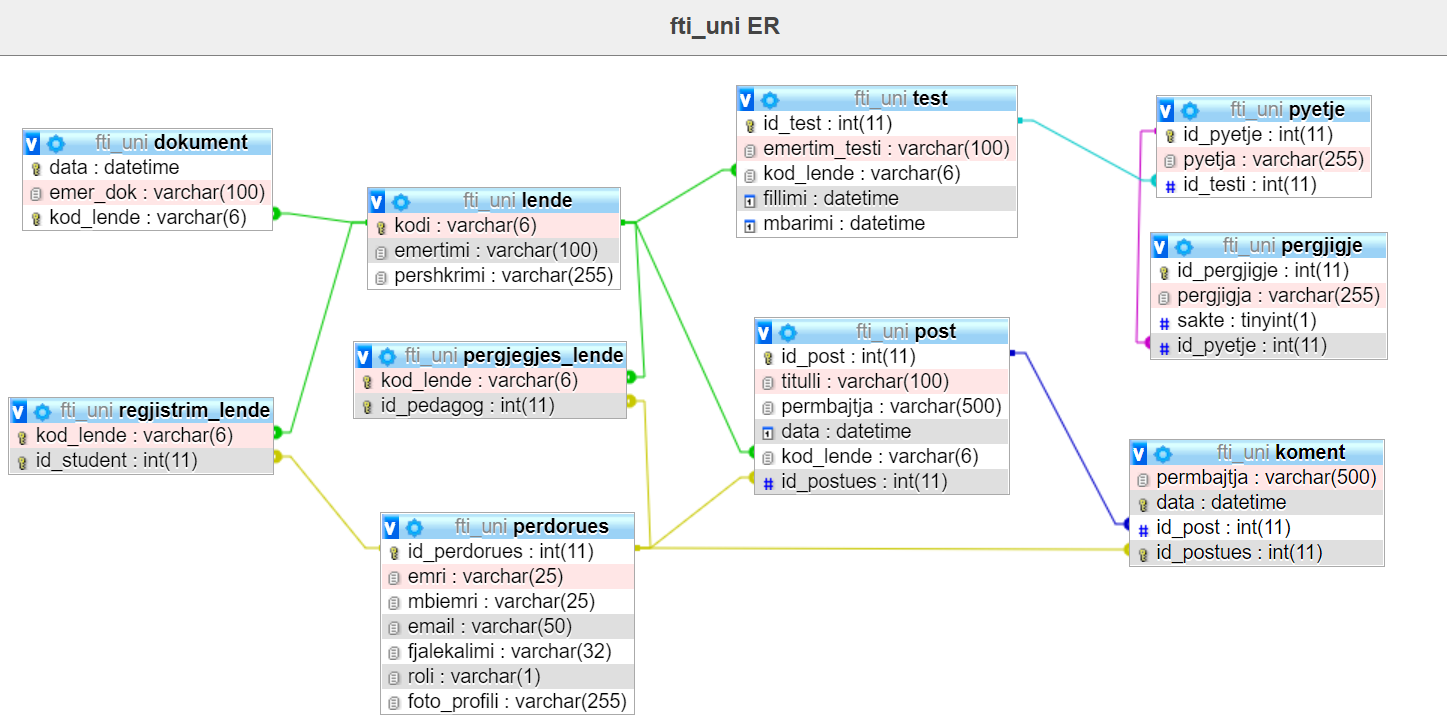 fti_uni ER
fti_uni dokument
data : datetime
emer_dok : varchar(100)
kod_lende : varchar(6)
fti_uni lende
kodi : varchar(6)
emertimi : varchar(100)
pershkrimi : varchar(255)
fti_uni test
id_test : int(11)
emertim_testi : varchar(100)
kod_lende : varchar(6)
fillimi : datetime
mbarimi : datetime
fti_uni pyetje
id_pyetje : int(11)
pyetja : varchar(255)
id_testi : int(11)
fti_uni pergjigje
id_pergjigje : int(11)
pergjigja : varchar(255)
sakte : tinyint(1)
id_pyetje : int(11)
fti_uni pergjegjes_lende
kod_lende : varchar(6)
id_pedagog : int(11)
fti_uni post
id_post : int(11)
titulli : varchar(100)
permbajtja : varchar(500)
data : datetime
kod_lende : varchar(6)
id_postues : int(11)
fti_uni regjistrim_lende
kod_lende : varchar(6)
id_student : int(11)
fti_uni koment
permbajtja : varchar(500)
data : datetime
id_post : int(11)
id_postues : int(11)
fti_uni perdorues
id_perdorues : int(11)
emri : varchar(25)
mbiemri : varchar(25)
email : varchar(50)
fjalekalimi : varchar(32)
roli : varchar(1)
foto_profili : varchar(255)